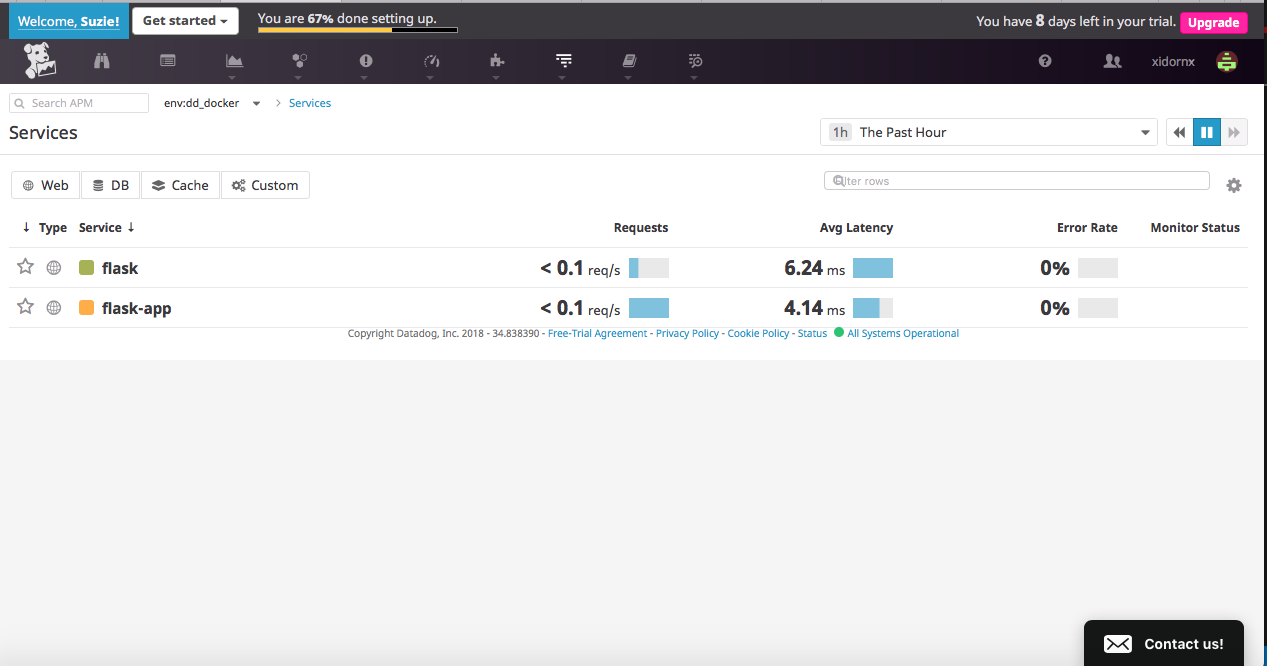 Welcome, Suzie! Get started You are 67% done setting up. You have 8 days left in your trial. Upgrade
xidornx
Search APM env:dd_docker > Services
Services 1h The Past Hour
Web DB Cache Custom Filter rows
↓ Type Service ↓ Requests Avg Latency Error Rate Monitor Status
flask < 0.1 req/s 6.24 ms 0%
flask-app < 0.1 req/s 4.14 ms 0%
Copyright Datadog, Inc. 2018 - 34.838390 - Free-Trial Agreement - Privacy Policy - Cookie Policy - Status All Systems Operational
Contact us!